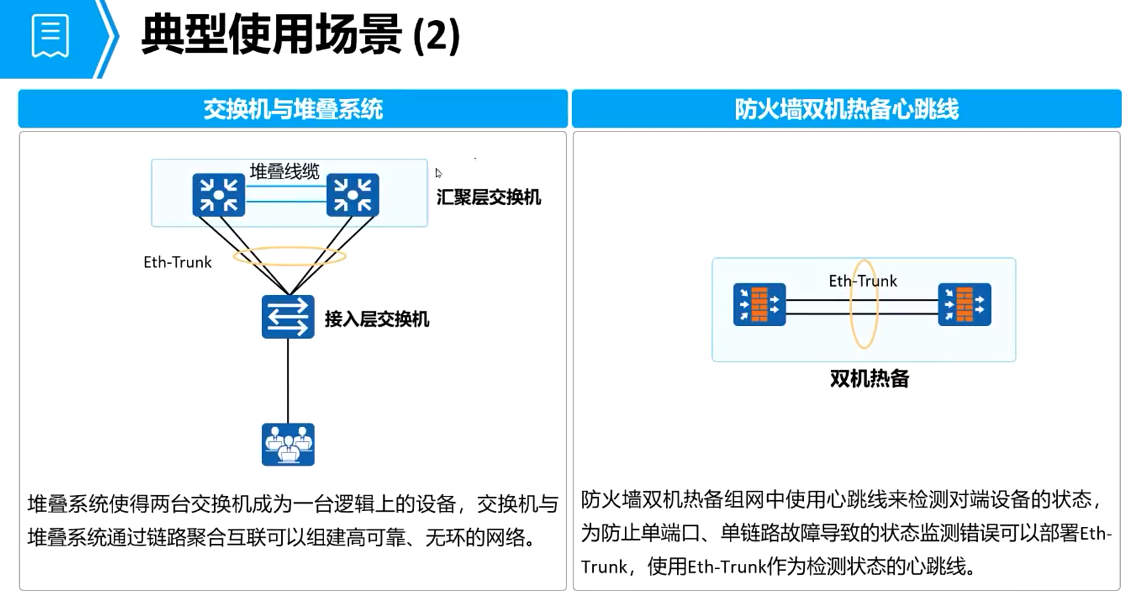 典型使用场景 (2)
交换机与堆叠系统
堆叠线缆
汇聚层交换机
Eth-Trunk
接入层交换机
堆叠系统使得两台交换机成为一台逻辑上的设备，交换机与
堆叠系统通过链路聚合互联可以组建高可靠、无环的网络。
防火墙双机热备心跳线
Eth-Trunk
双机热备
防火墙双机热备组网中使用心跳线来检测对端设备的状态，
为防止单端口、单链路故障导致的状态监测错误可以部署Eth-
Trunk，使用Eth-Trunk作为检测状态的心跳线。